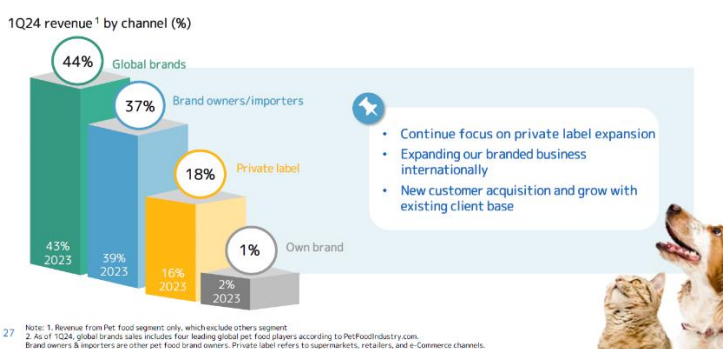 1Q24 revenue 1 by channel (%)
44%
Global brands
37%
Brand owners/importers
18%
Private label
1%
Own brand
43%
2023
39%
2023
16%
2023
2%
2023
• Continue focus on private label expansion
• Expanding our branded business
internationally
• New customer acquisition and grow with
existing client base
27
Note: 1. Revenue from Pet food segment only, which exclude others segment
2. As of 1Q24, global brands sales includes four leading global pet food players according to PetFoodIndustry.com.
Brand owners & importers are other pet food brand owners. Private label refers to supermarkets, retailers, and e-Commerce channels.